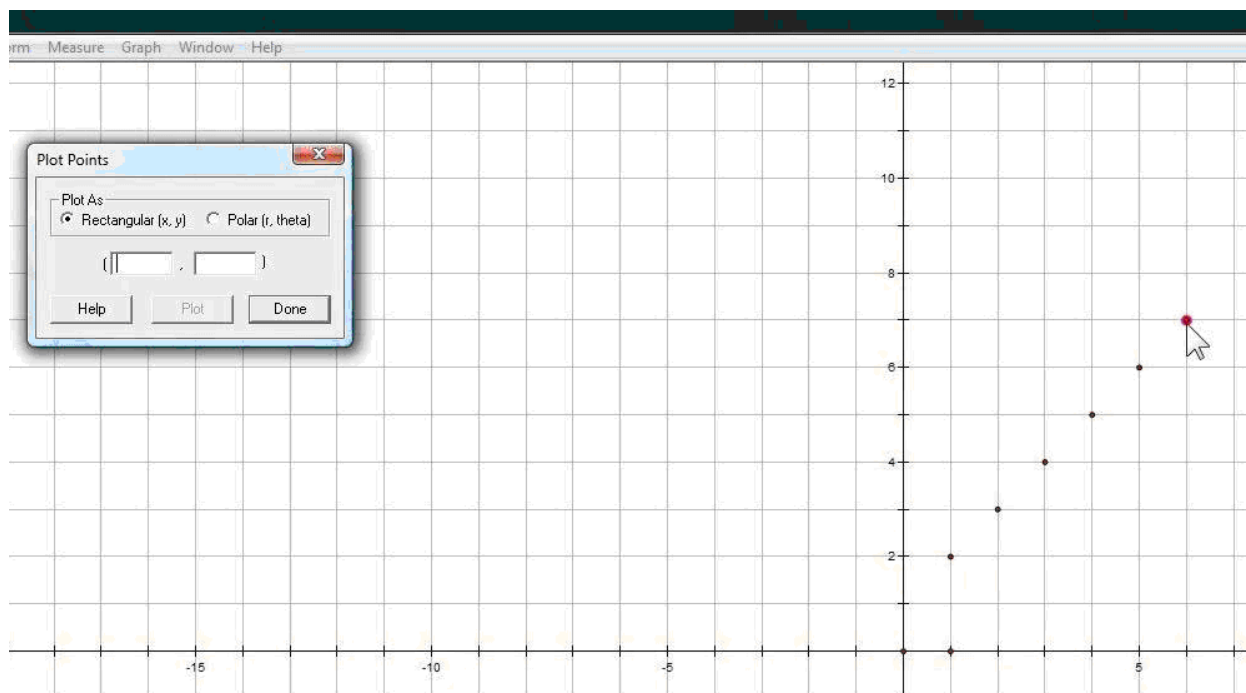 rm Measure Graph Window Help
Plot Points
Plot As
Rectangular (x, y) Polar (r, theta)
( , )
Help Plot Done
12
10
8
6
4
2
-15 -10 -5 5